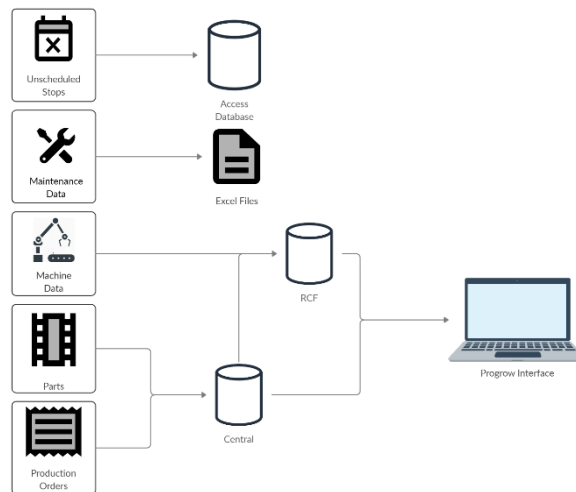 Unscheduled
Stops
Access
Database
Maintenance
Data
Excel Files
Machine
Data
RCF
Parts
Central
Progrow Interface
Production
Orders